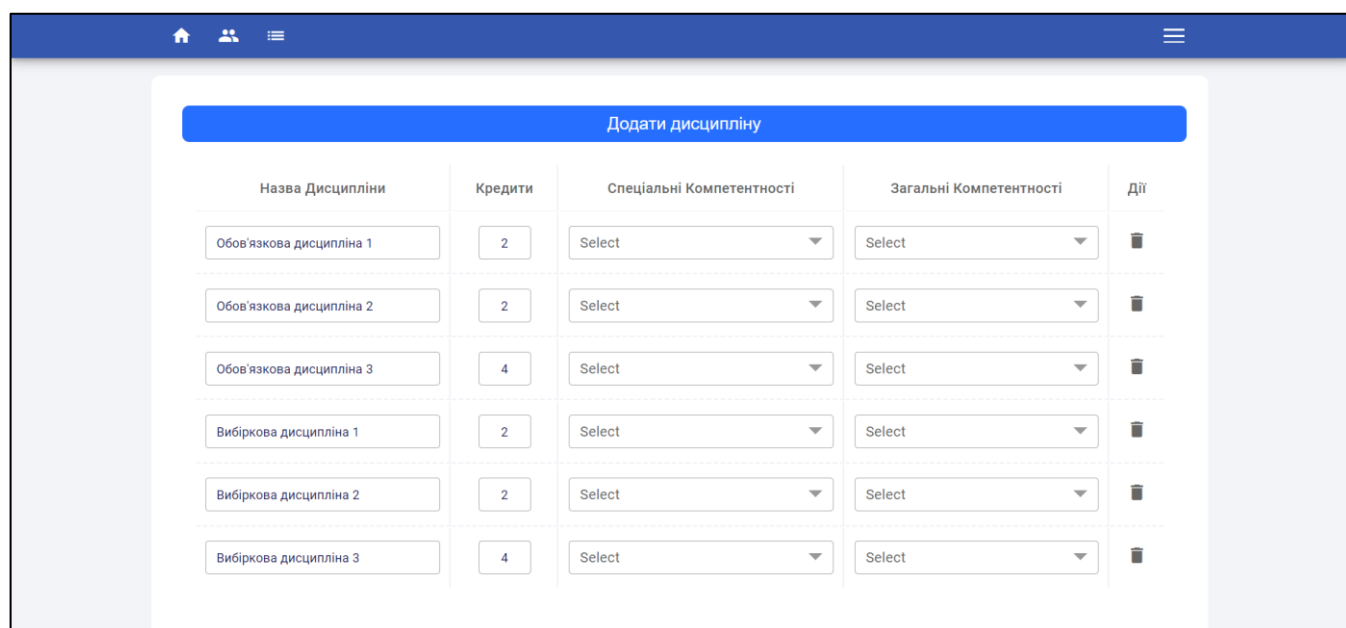 Додати дисципліну
Назва Дисципліни Кредити Спеціальні Компетентності Загальні Компетентності Дії
Обов'язкова дисципліна 1 2 Select Select
Обов'язкова дисципліна 2 2 Select Select
Обов'язкова дисципліна 3 4 Select Select
Вибіркова дисципліна 1 2 Select Select
Вибіркова дисципліна 2 2 Select Select
Вибіркова дисципліна 3 4 Select Select